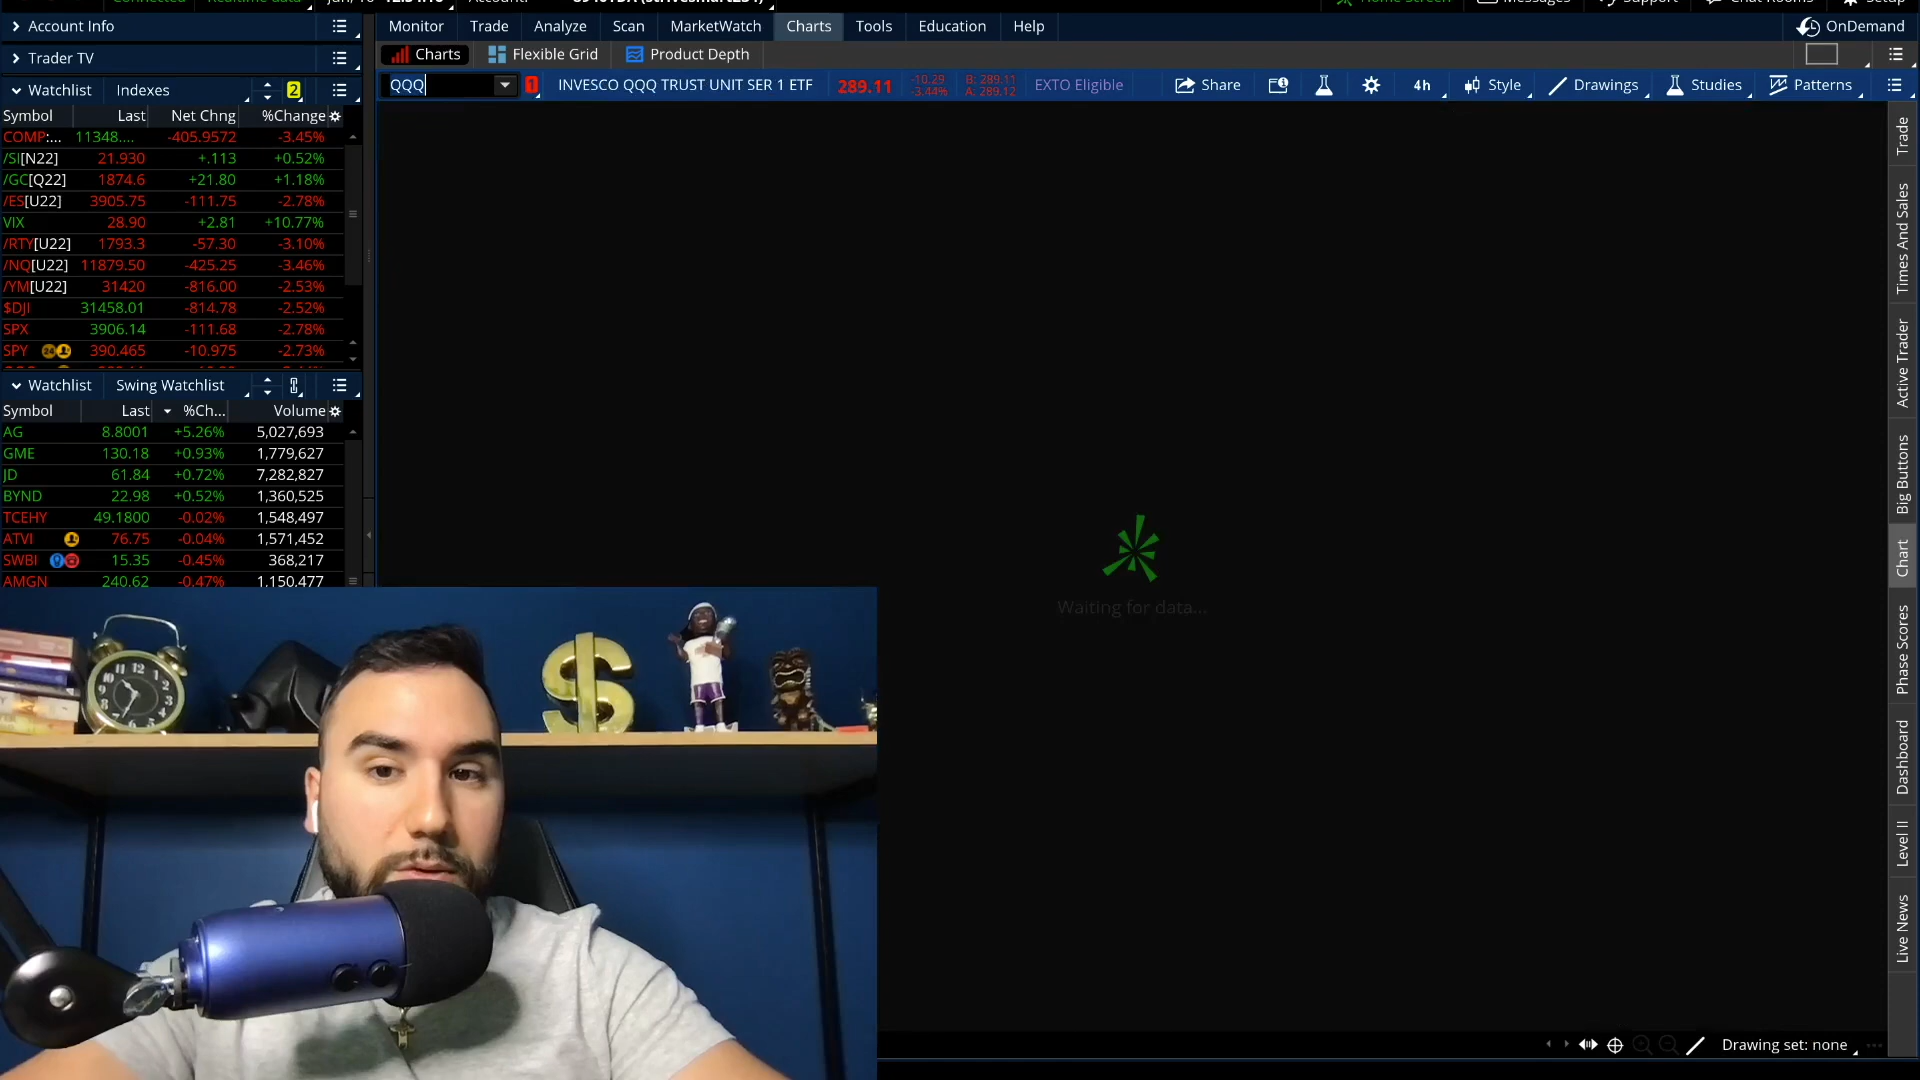 Account Info
Monitor Trade Analyze Scan MarketWatch Charts Tools Education Help
OnDemand
Trader TV
Charts Flexible Grid Product Depth
Watchlist Indexes 2
QQQ 1 INVESCO QQQ TRUST UNIT SER 1 ETF 289.11 -10.29 -3.44% B: 289.11 A: 289.12 EXTO Eligible Share 4h Style Drawings Studies Patterns
Symbol Last Net Chng %Change
COMP:... 11348.... -405.9572 -3.45%
/SI[N22] 21.930 +.113 +0.52%
/GC[Q22] 1874.6 +21.80 +1.18%
/ES[U22] 3905.75 -111.75 -2.78%
VIX 28.90 +2.81 +10.77%
/RTY[U22] 1793.3 -57.30 -3.10%
/NQ[U22] 11879.50 -425.25 -3.46%
/YM[U22] 31420 -816.00 -2.53%
$DJI 31458.01 -814.78 -2.52%
SPX 3906.14 -111.68 -2.78%
SPY 390.465 -10.975 -2.73%
Watchlist Swing Watchlist
Symbol Last %Ch... Volume
AG 8.8001 +5.26% 5,027,693
GME 130.18 +0.93% 1,779,627
JD 61.84 +0.72% 7,282,827
BYND 22.98 +0.52% 1,360,525
TCEHY 49.1800 -0.02% 1,548,497
ATVI 76.75 -0.04% 1,571,452
SWBI 15.35 -0.45% 368,217
AMGN 240.62 -0.47% 1,150,477
Waiting for data...
Trade
Times And Sales
Active Trader
Big Buttons
Chart
Phase Scores
Dashboard
Level II
Live News
Drawing set: none